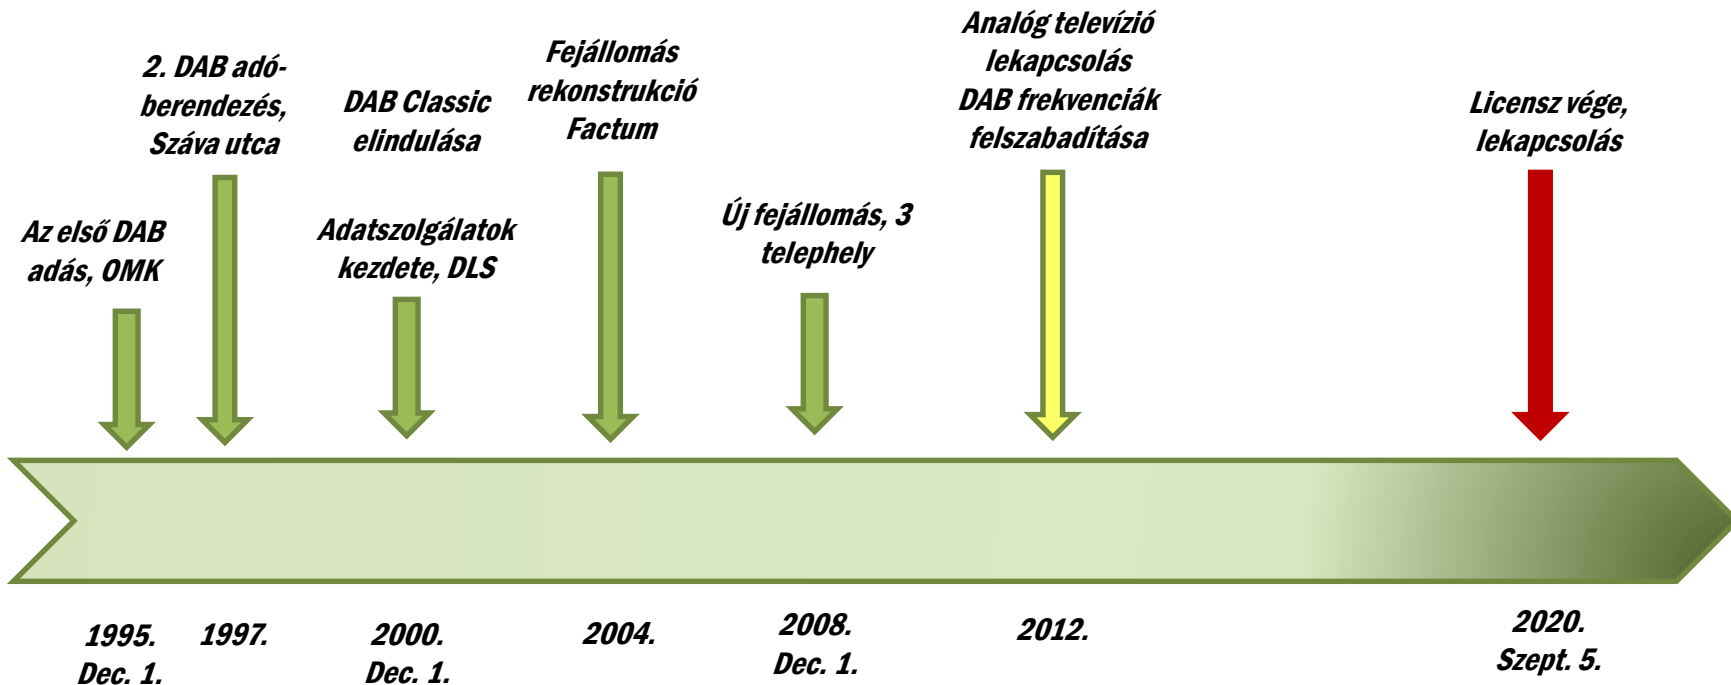 Az első DAB
adás, OMK
2. DAB adó-
berendezés,
Száva utca
DAB Classic
elindulása
Adatszolgálatok
kezdete, DLS
Fejállomás
rekonstrukció
Factum
Új fejállomás, 3
telephely
Analóg televízió
lekapcsolás
DAB frekvenciák
felszabadítása
Licensz vége,
lekapcsolás
1995.
Dec. 1.
1997.
2000.
Dec. 1.
2004.
2008.
Dec. 1.
2012.
2020.
Szept. 5.